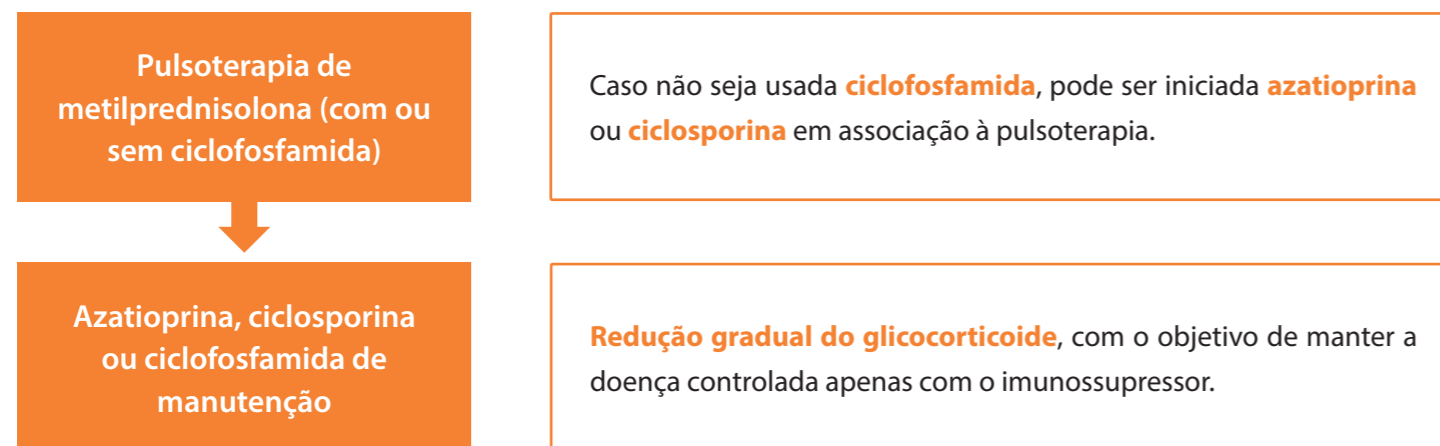 Pulsoterapia de
metilprednisolona (com ou
sem ciclofosfamida)
Caso não seja usada ciclofosfamida, pode ser iniciada azatioprina
ou ciclosporina em associação à pulsoterapia.
Azatioprina, ciclosporina
ou ciclofosfamida de
manutenção
Redução gradual do glicocorticoide, com o objetivo de manter a
doença controlada apenas com o imunossupressor.